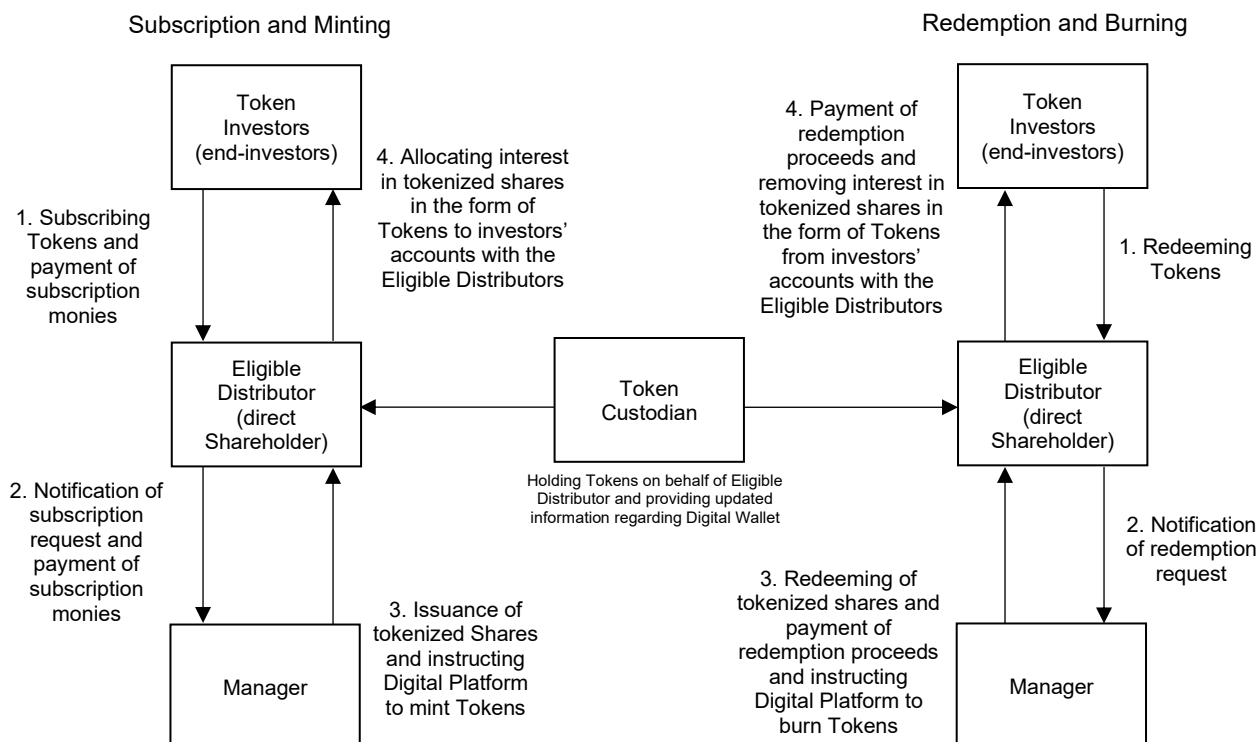 Subscription and Minting
Redemption and Burning
Token
Investors
(end-investors)
4. Allocating interest
in tokenized shares
in the form of
Tokens to investors’
accounts with the
Eligible Distributors
1. Subscribing
Tokens and
payment of
subscription
monies
4. Payment of
redemption
proceeds and
removing interest in
tokenized shares in
the form of Tokens
from investors’
accounts with the
Eligible Distributors
Token
Investors
(end-investors)
1. Redeeming
Tokens
Eligible
Distributor
(direct
Shareholder)
Token
Custodian
Holding Tokens on behalf of Eligible
Distributor and providing updated
information regarding Digital Wallet
Eligible
Distributor
(direct
Shareholder)
2. Notification of
subscription
request and
payment of
subscription
monies
3. Issuance of
tokenized Shares
and instructing
Digital Platform
to mint Tokens
3. Redeeming of
tokenized shares and
payment of
redemption proceeds
and instructing
Digital Platform to
burn Tokens
2. Notification
of redemption
request
Manager
Manager